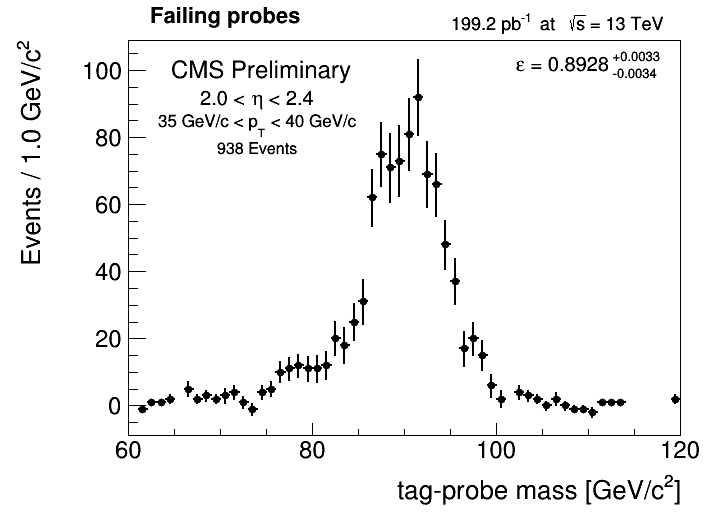 Failing probes
199.2 pb⁻¹ at √s = 13 TeV
CMS Preliminary
2.0 < η < 2.4
35 GeV/c < p_T < 40 GeV/c
938 Events
ε = 0.8928 +0.0033 -0.0034
Events / 1.0 GeV/c²
100
80
60
40
20
0
60 80 100 120
tag-probe mass [GeV/c²]